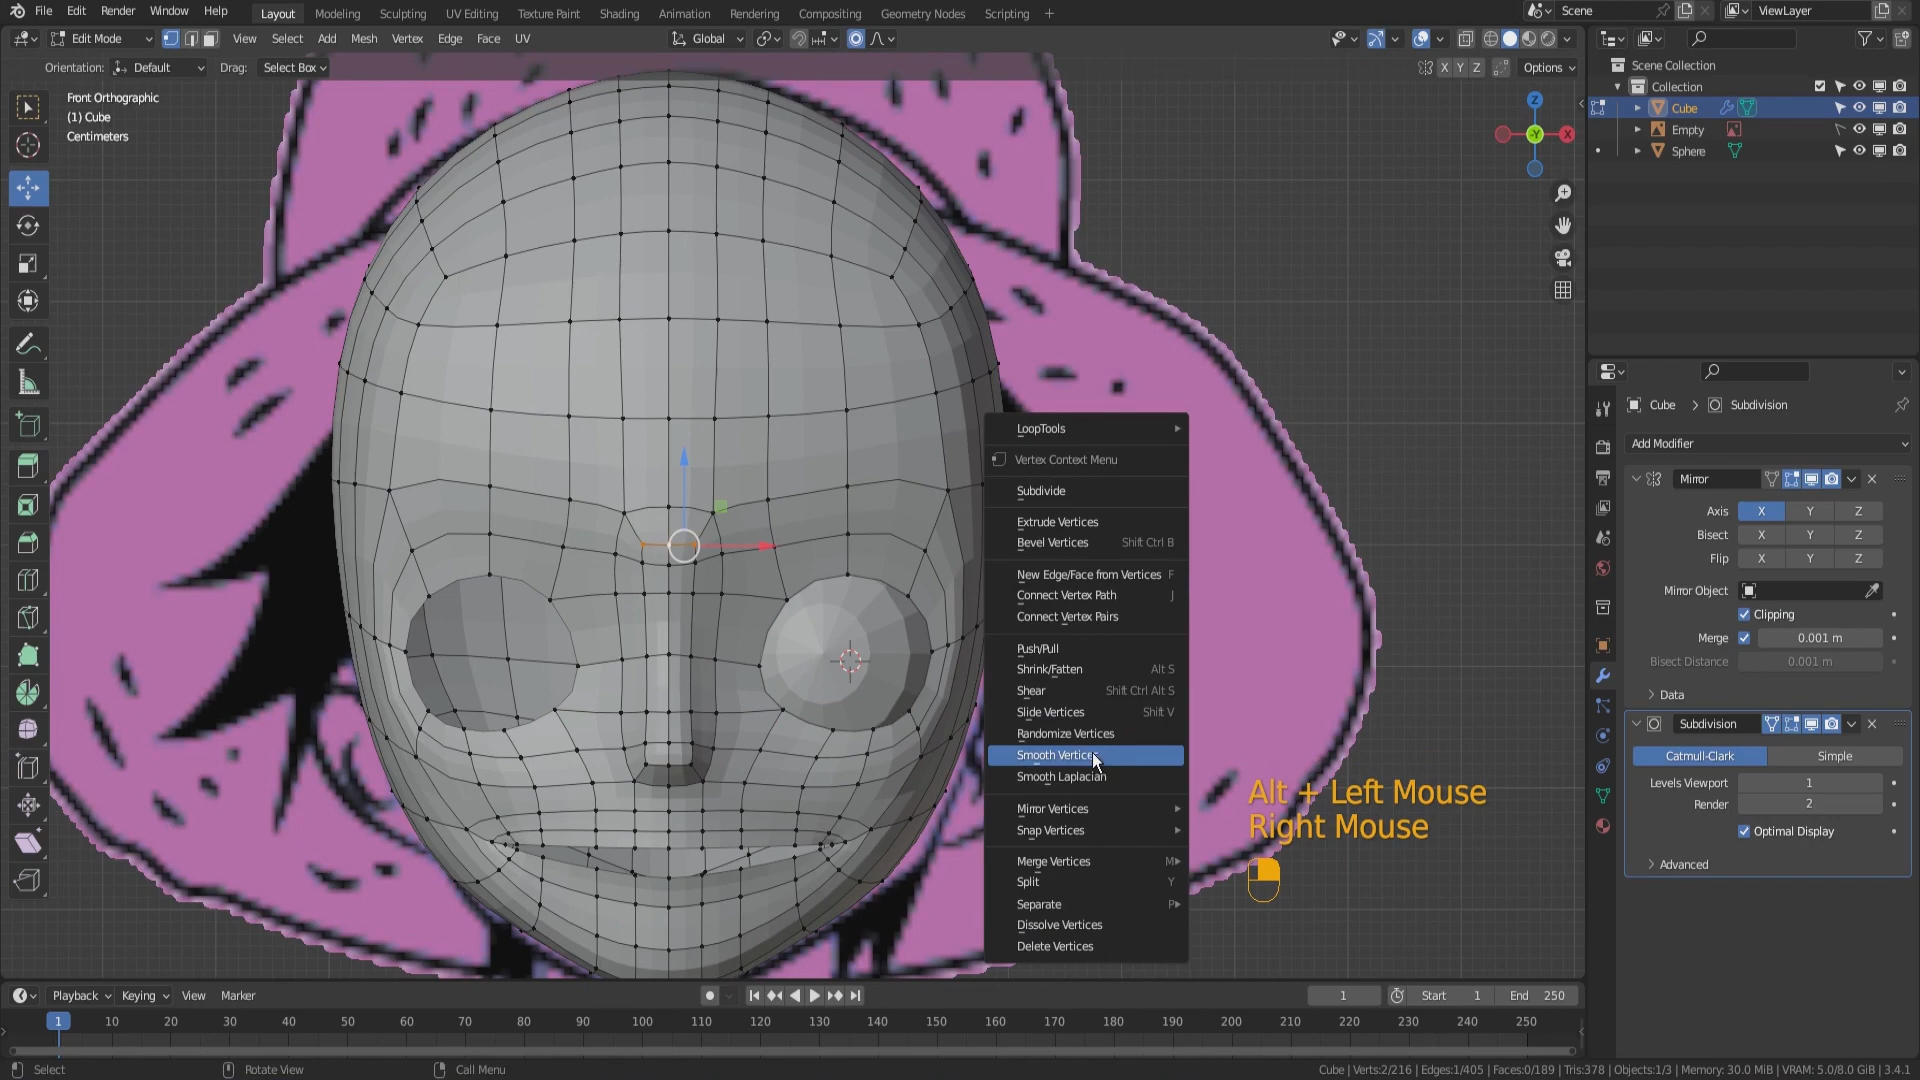 File Edit Render Window Help Layout Modeling Sculpting UV Editing Texture Paint Shading Animation Rendering Compositing Geometry Nodes Scripting + Scene ViewLayer
Edit Mode View Select Add Mesh Vertex Edge Face UV Global
Orientation: Default Drag: Select Box X Y Z Options
Front Orthographic
(1) Cube
Centimeters
Z
-Y
X
LoopTools
Vertex Context Menu
Subdivide
Extrude Vertices
Bevel Vertices Shift Ctrl B
New Edge/Face from Vertices F
Connect Vertex Path J
Connect Vertex Pairs
Push/Pull
Shrink/Fatten Alt S
Shear Shift Ctrl Alt S
Slide Vertices Shift V
Randomize Vertices
Smooth Vertices
Smooth Laplacian
Mirror Vertices
Snap Vertices
Merge Vertices M
Split Y
Separate P
Dissolve Vertices
Delete Vertices
Alt + Left Mouse
Right Mouse
Scene Collection
Collection
Cube
Empty
Sphere
Cube > Subdivision
Add Modifier
Mirror
Axis X Y Z
Bisect X Y Z
Flip X Y Z
Mirror Object
Clipping
Merge 0.001 m
Bisect Distance 0.001 m
Data
Subdivision
Catmull-Clark Simple
Levels Viewport 1
Render 2
Optimal Display
Advanced
Playback Keying View Marker 1 Start 1 End 250
1 10 20 30 40 50 60 70 80 90 100 110 120 130 140 150 160 170 180 190 200 210 220 230 240 250
Select Rotate View Call Menu Cube | Verts:2/216 | Edges:1/405 | Faces:0/189 | Tris:378 | Objects:1/3 | Memory: 30.0 MiB | VRAM: 5.0/8.0 GiB | 3.4.1